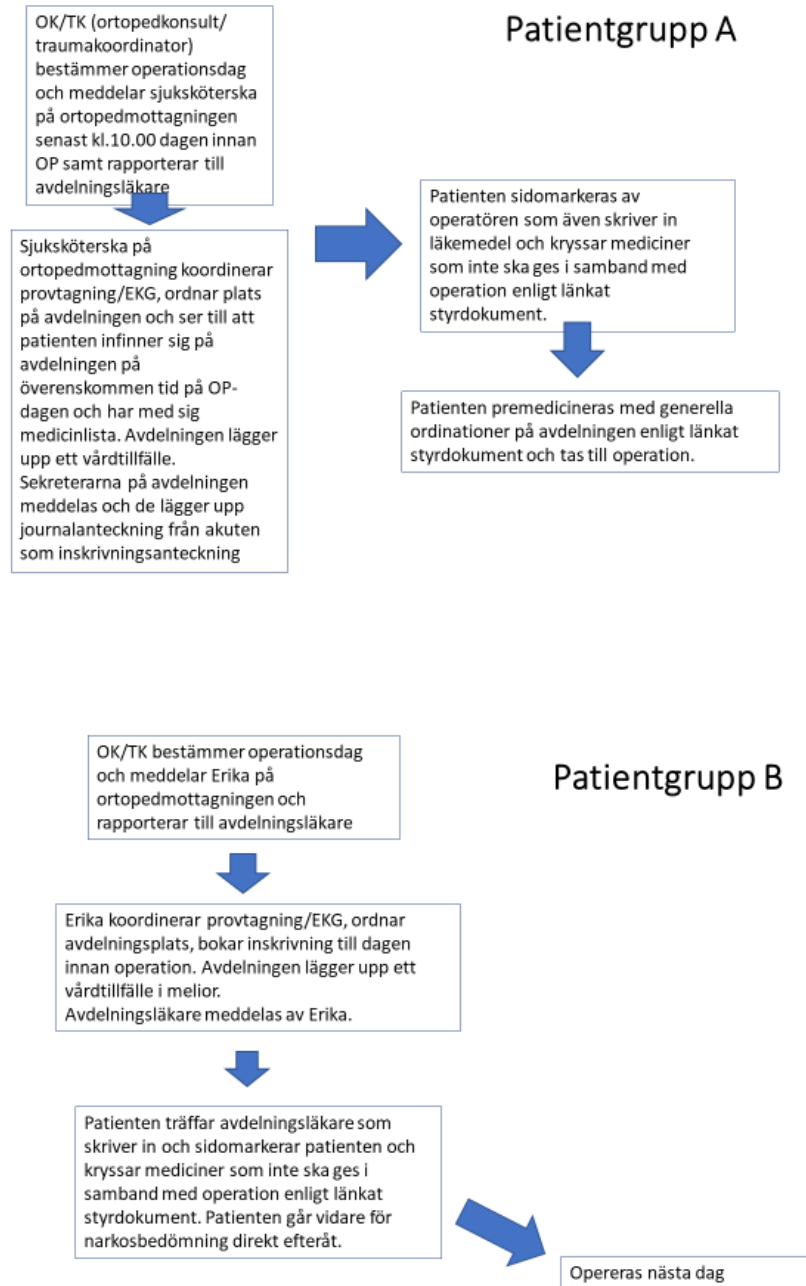 Patientgrupp A
OK/TK (ortopedkonsult/
traumakoordinator)
bestämmer operationsdag
och meddelar sjuksköterska
på ortopedmottagningen
senast kl.10.00 dagen innan
OP samt rapporterar till
avdelningsläkare
Sjuksköterska på
ortopedmottagning koordinerar
provtagning/EKG, ordnar plats
på avdelningen och ser till att
patienten infinner sig på
avdelningen på
överenskommen tid på OP-
dagen och har med sig
medicinlista. Avdelningen lägger
upp ett vårdtillfälle.
Sekreterarna på avdelningen
meddelas och de lägger upp
journalanteckning från akuten
som inskrivningsanteckning
Patienten sidomarkeras av
operatören som även skriver in
läkemedel och kryssar mediciner
som inte ska ges i samband med
operation enligt länkat
styrdokument.
Patienten premedicineras med generella
ordinationer på avdelningen enligt länkat
styrdokument och tas till operation.
Patientgrupp B
OK/TK bestämmer operationsdag
och meddelar Erika på
ortopedmottagningen och
rapporterar till avdelningsläkare
Erika koordinerar provtagning/EKG, ordnar
avdelningsplats, bokar inskrivning till dagen
innan operation. Avdelningen lägger upp ett
vårdtillfälle i melior.
Avdelningsläkare meddelas av Erika.
Patienten träffar avdelningsläkare som
skriver in och sidomarkerar patienten och
kryssar mediciner som inte ska ges i
samband med operation enligt länkat
styrdokument. Patienten går vidare för
narkosbedömning direkt efteråt.
Opereras nästa dag